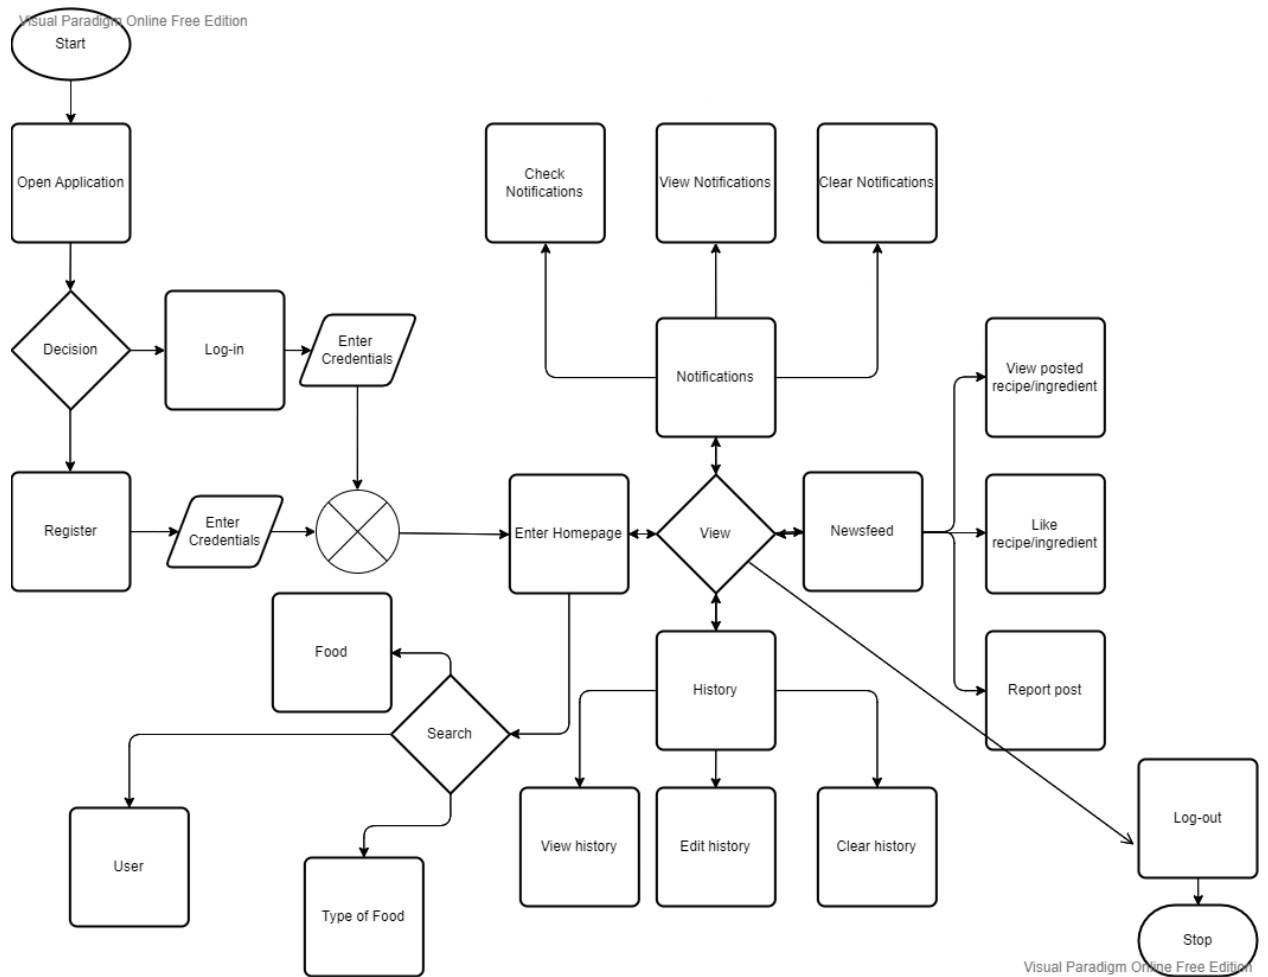 Visual Paradigm Online Free Edition
Start
Open Application
Check
Notifications
View Notifications
Clear Notifications
Decision
Log-in
Enter
Credentials
Notifications
View posted
recipe/ingredient
Register
Enter
Credentials
Enter Homepage
View
Newsfeed
Like
recipe/ingredient
Food
History
Report post
Search
User
Type of Food
View history
Edit history
Clear history
Log-out
Stop
Visual Paradigm Online Free Edition